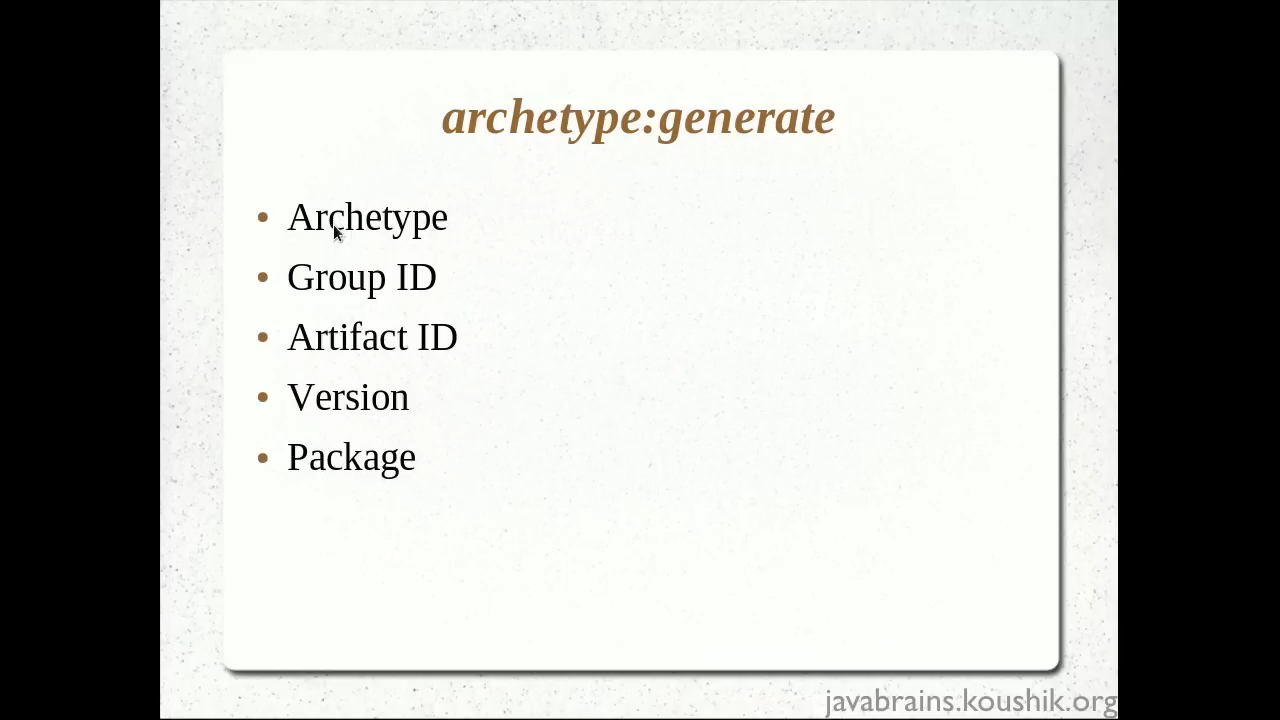 archetype:generate
• Archetype
• Group ID
• Artifact ID
• Version
• Package
javabrains.koushik.org